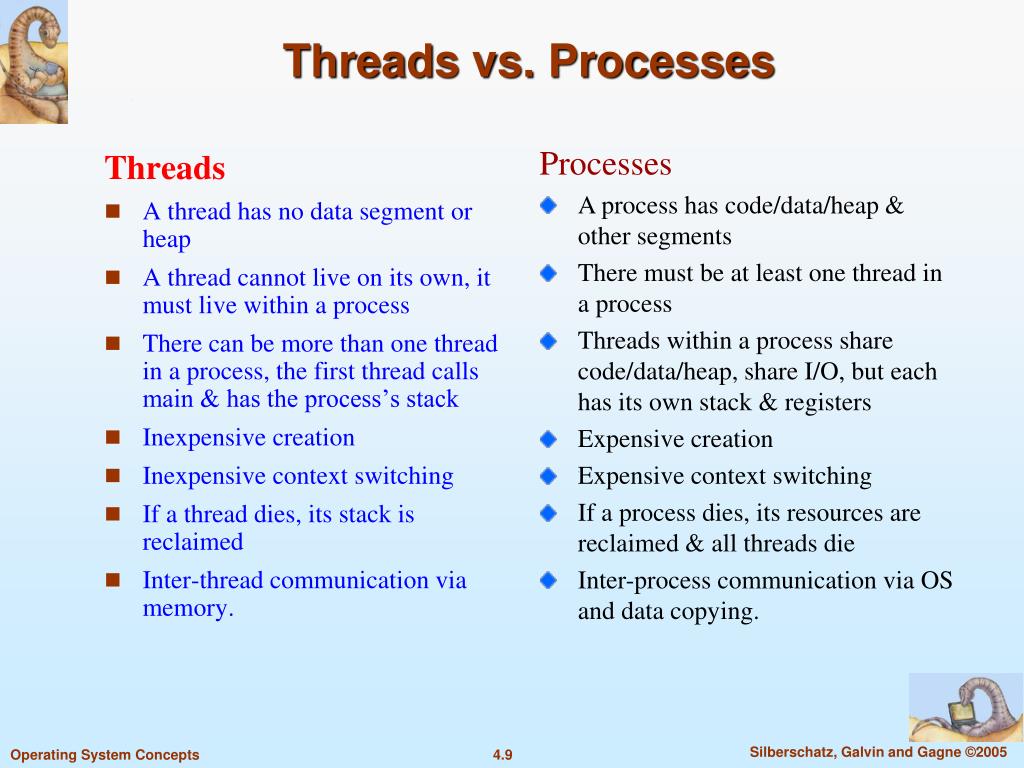 Threads vs. Processes
Threads
A thread has no data segment or
heap
A thread cannot live on its own, it
must live within a process
There can be more than one thread
in a process, the first thread calls
main & has the process’s stack
Inexpensive creation
Inexpensive context switching
If a thread dies, its stack is
reclaimed
Inter-thread communication via
memory.
Processes
A process has code/data/heap &
other segments
There must be at least one thread in
a process
Threads within a process share
code/data/heap, share I/O, but each
has its own stack & registers
Expensive creation
Expensive context switching
If a process dies, its resources are
reclaimed & all threads die
Inter-process communication via OS
and data copying.
Operating System Concepts
4.9
Silberschatz, Galvin and Gagne ©2005